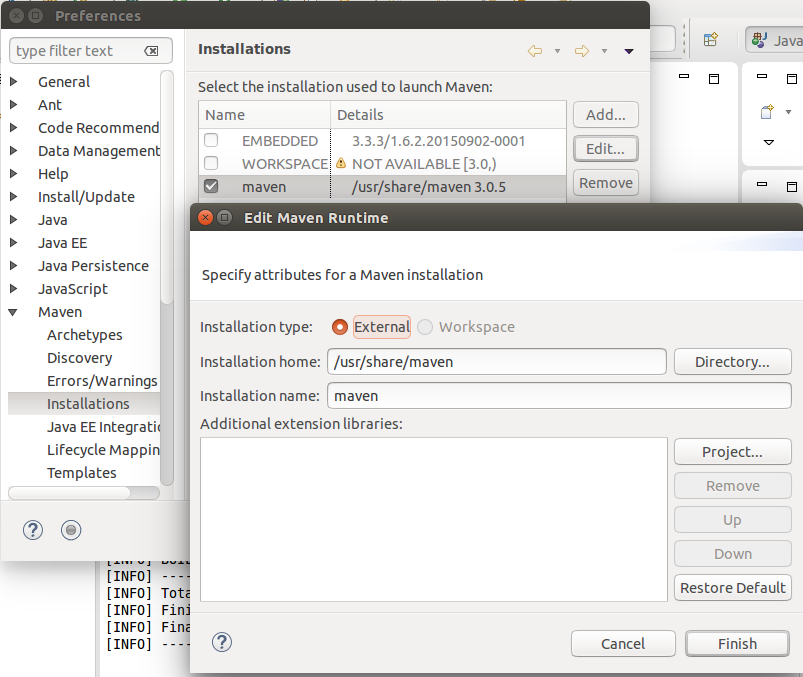 Preferences
type filter text
General
Ant
Code Recommend
Data Management
Help
Install/Update
Java
Java EE
Java Persistence
JavaScript
Maven
Archetypes
Discovery
Errors/Warnings
Installations
Java EE Integratio
Lifecycle Mappin
Templates
Installations
Select the installation used to launch Maven:
Name Details
EMBEDDED 3.3.3/1.6.2.20150902-0001
WORKSPACE NOT AVAILABLE [3.0,)
maven /usr/share/maven 3.0.5
Add...
Edit...
Remove
Java
Edit Maven Runtime
Specify attributes for a Maven installation
Installation type: External Workspace
Installation home: /usr/share/maven Directory...
Installation name: maven
Additional extension libraries:
Project...
Remove
Up
Down
Restore Default
Cancel Finish
[INFO] ----
[INFO] Tota
[INFO] Fini
[INFO] Fina
[INFO] ----